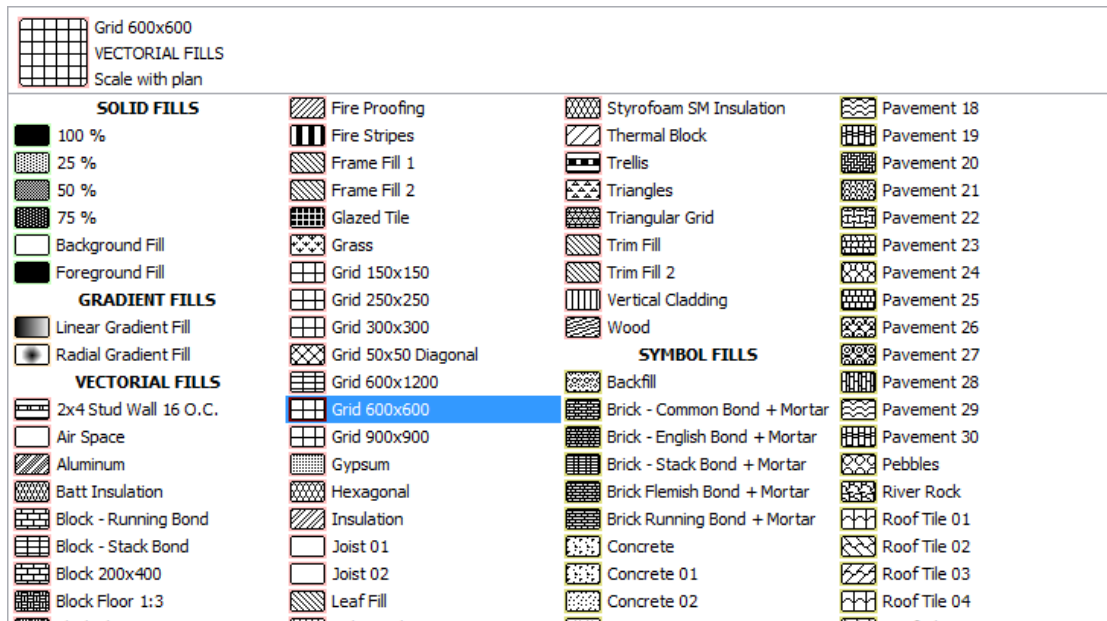 Grid 600x600
VECTORIAL FILLS
Scale with plan
SOLID FILLS
100 %
25 %
50 %
75 %
Background Fill
Foreground Fill
GRADIENT FILLS
Linear Gradient Fill
Radial Gradient Fill
VECTORIAL FILLS
2x4 Stud Wall 16 O.C.
Air Space
Aluminum
Batt Insulation
Block - Running Bond
Block - Stack Bond
Block 200x400
Block Floor 1:3
Fire Proofing
Fire Stripes
Frame Fill 1
Frame Fill 2
Glazed Tile
Grass
Grid 150x150
Grid 250x250
Grid 300x300
Grid 50x50 Diagonal
Grid 600x1200
Grid 600x600
Grid 900x900
Gypsum
Hexagonal
Insulation
Joist 01
Joist 02
Leaf Fill
Styrofoam SM Insulation
Thermal Block
Trellis
Triangles
Triangular Grid
Trim Fill
Trim Fill 2
Vertical Cladding
Wood
SYMBOL FILLS
Backfill
Brick - Common Bond + Mortar
Brick - English Bond + Mortar
Brick - Stack Bond + Mortar
Brick Flemish Bond + Mortar
Brick Running Bond + Mortar
Concrete
Concrete 01
Concrete 02
Pavement 18
Pavement 19
Pavement 20
Pavement 21
Pavement 22
Pavement 23
Pavement 24
Pavement 25
Pavement 26
Pavement 27
Pavement 28
Pavement 29
Pavement 30
Pebbles
River Rock
Roof Tile 01
Roof Tile 02
Roof Tile 03
Roof Tile 04